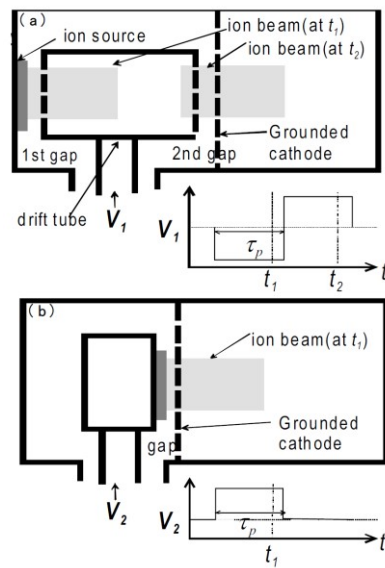 (a)
ion source
ion beam(at t1)
ion beam(at t2)
1st gap
2nd gap
Grounded
cathode
drift tube
V1
V1
τp
t1
t2
t
(b)
ion beam(at t1)
gap
Grounded
cathode
V2
V2
τp
t1
t